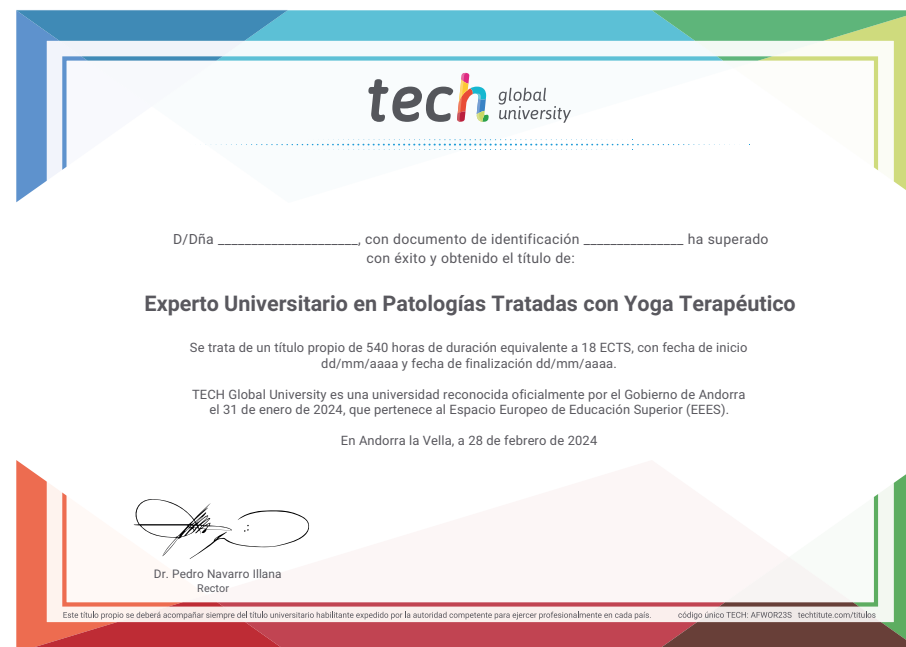 tech global
university
D/Dña _____________________, con documento de identificación _______________ ha superado
con éxito y obtenido el título de:
Experto Universitario en Patologías Tratadas con Yoga Terapéutico
Se trata de un título propio de 540 horas de duración equivalente a 18 ECTS, con fecha de inicio
dd/mm/aaaa y fecha de finalización dd/mm/aaaa.
TECH Global University es una universidad reconocida oficialmente por el Gobierno de Andorra
el 31 de enero de 2024, que pertenece al Espacio Europeo de Educación Superior (EEES).
En Andorra la Vella, a 28 de febrero de 2024
Dr. Pedro Navarro Illana
Rector
Este título propio se deberá acompañar siempre del título universitario habilitante expedido por la autoridad competente para ejercer profesionalmente en cada país. código único TECH: AFWOR23S techtitute.com/titulos